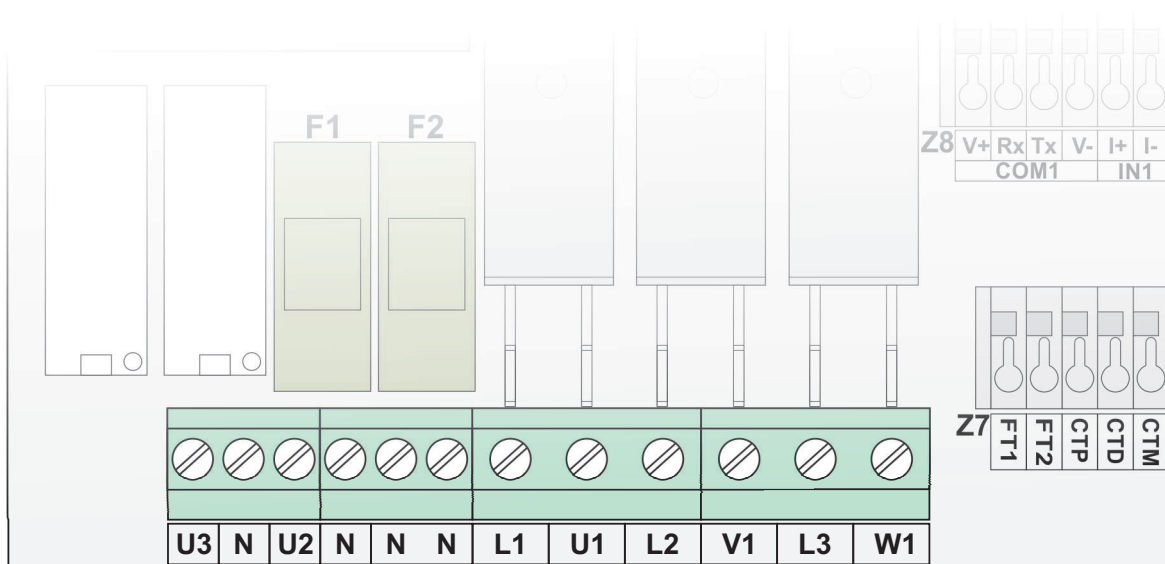 F1 F2
Z8 V+ Rx Tx V- I+ I-
COM1 IN1
Z7 FT1 FT2 CTP CTD CTM
U3 N U2 N N N L1 U1 L2 V1 L3 W1